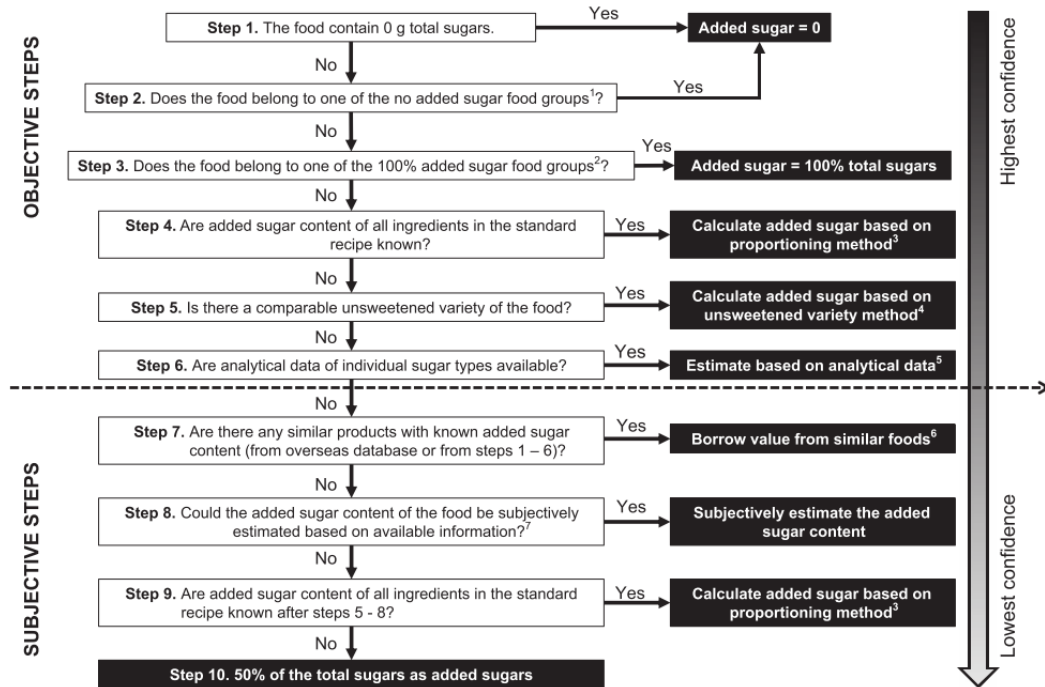 OBJECTIVE STEPS
Step 1. The food contain 0 g total sugars.
Yes
Added sugar = 0
No
Step 2. Does the food belong to one of the no added sugar food groups¹?
Yes
No
Step 3. Does the food belong to one of the 100% added sugar food groups²?
Yes
Added sugar = 100% total sugars
No
Step 4. Are added sugar content of all ingredients in the standard
recipe known?
Yes
Calculate added sugar based on
proportioning method³
No
Step 5. Is there a comparable unsweetened variety of the food?
Yes
Calculate added sugar based on
unsweetened variety method⁴
No
Step 6. Are analytical data of individual sugar types available?
Yes
Estimate based on analytical data⁵
Highest confidence
SUBJECTIVE STEPS
No
Step 7. Are there any similar products with known added sugar
content (from overseas database or from steps 1 – 6)?
Yes
Borrow value from similar foods⁶
No
Step 8. Could the added sugar content of the food be subjectively
estimated based on available information?⁷
Yes
Subjectively estimate the added
sugar content
No
Step 9. Are added sugar content of all ingredients in the standard
recipe known after steps 5 - 8?
Yes
Calculate added sugar based on
proportioning method³
No
Step 10. 50% of the total sugars as added sugars
Lowest confidence